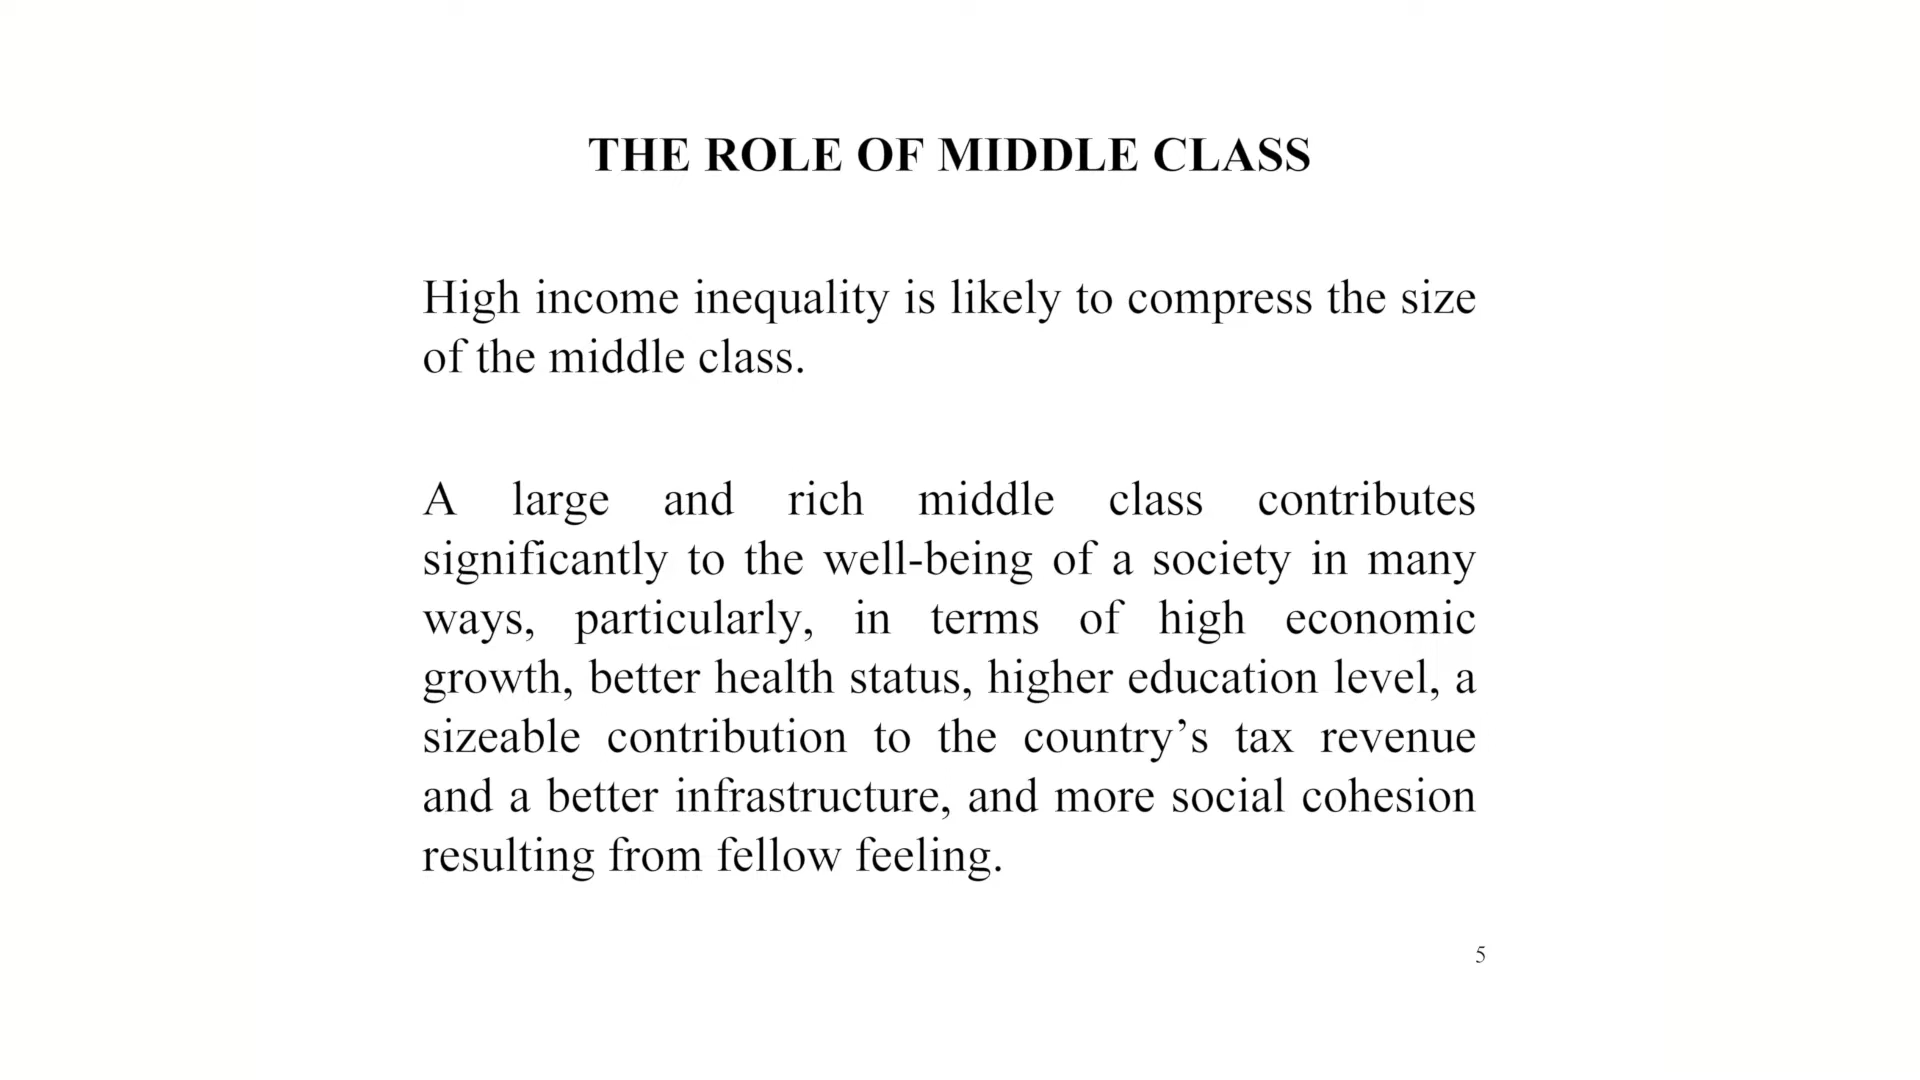 THE ROLE OF MIDDLE CLASS
High income inequality is likely to compress the size
of the middle class.
A large and rich middle class contributes
significantly to the well-being of a society in many
ways, particularly, in terms of high economic
growth, better health status, higher education level, a
sizeable contribution to the country’s tax revenue
and a better infrastructure, and more social cohesion
resulting from fellow feeling.
5